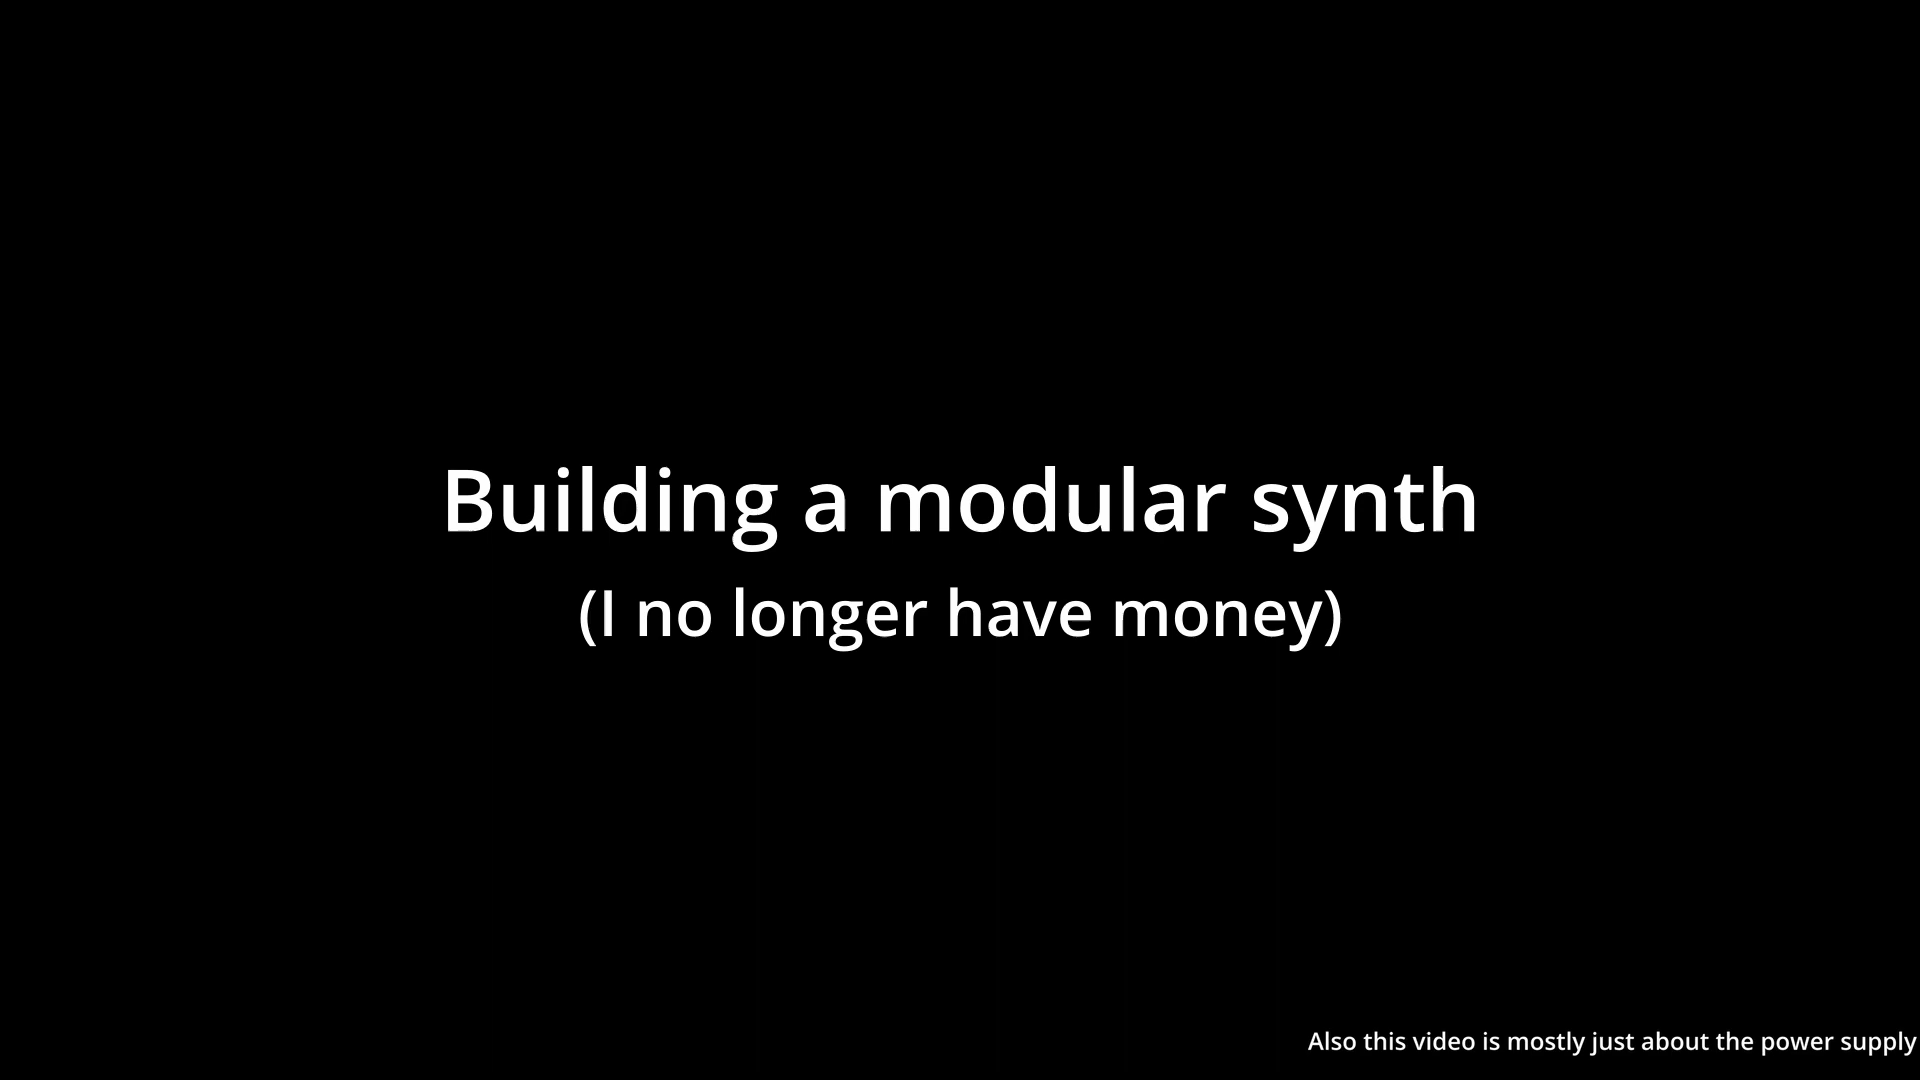 Building a modular synth
(I no longer have money)
Also this video is mostly just about the power supply